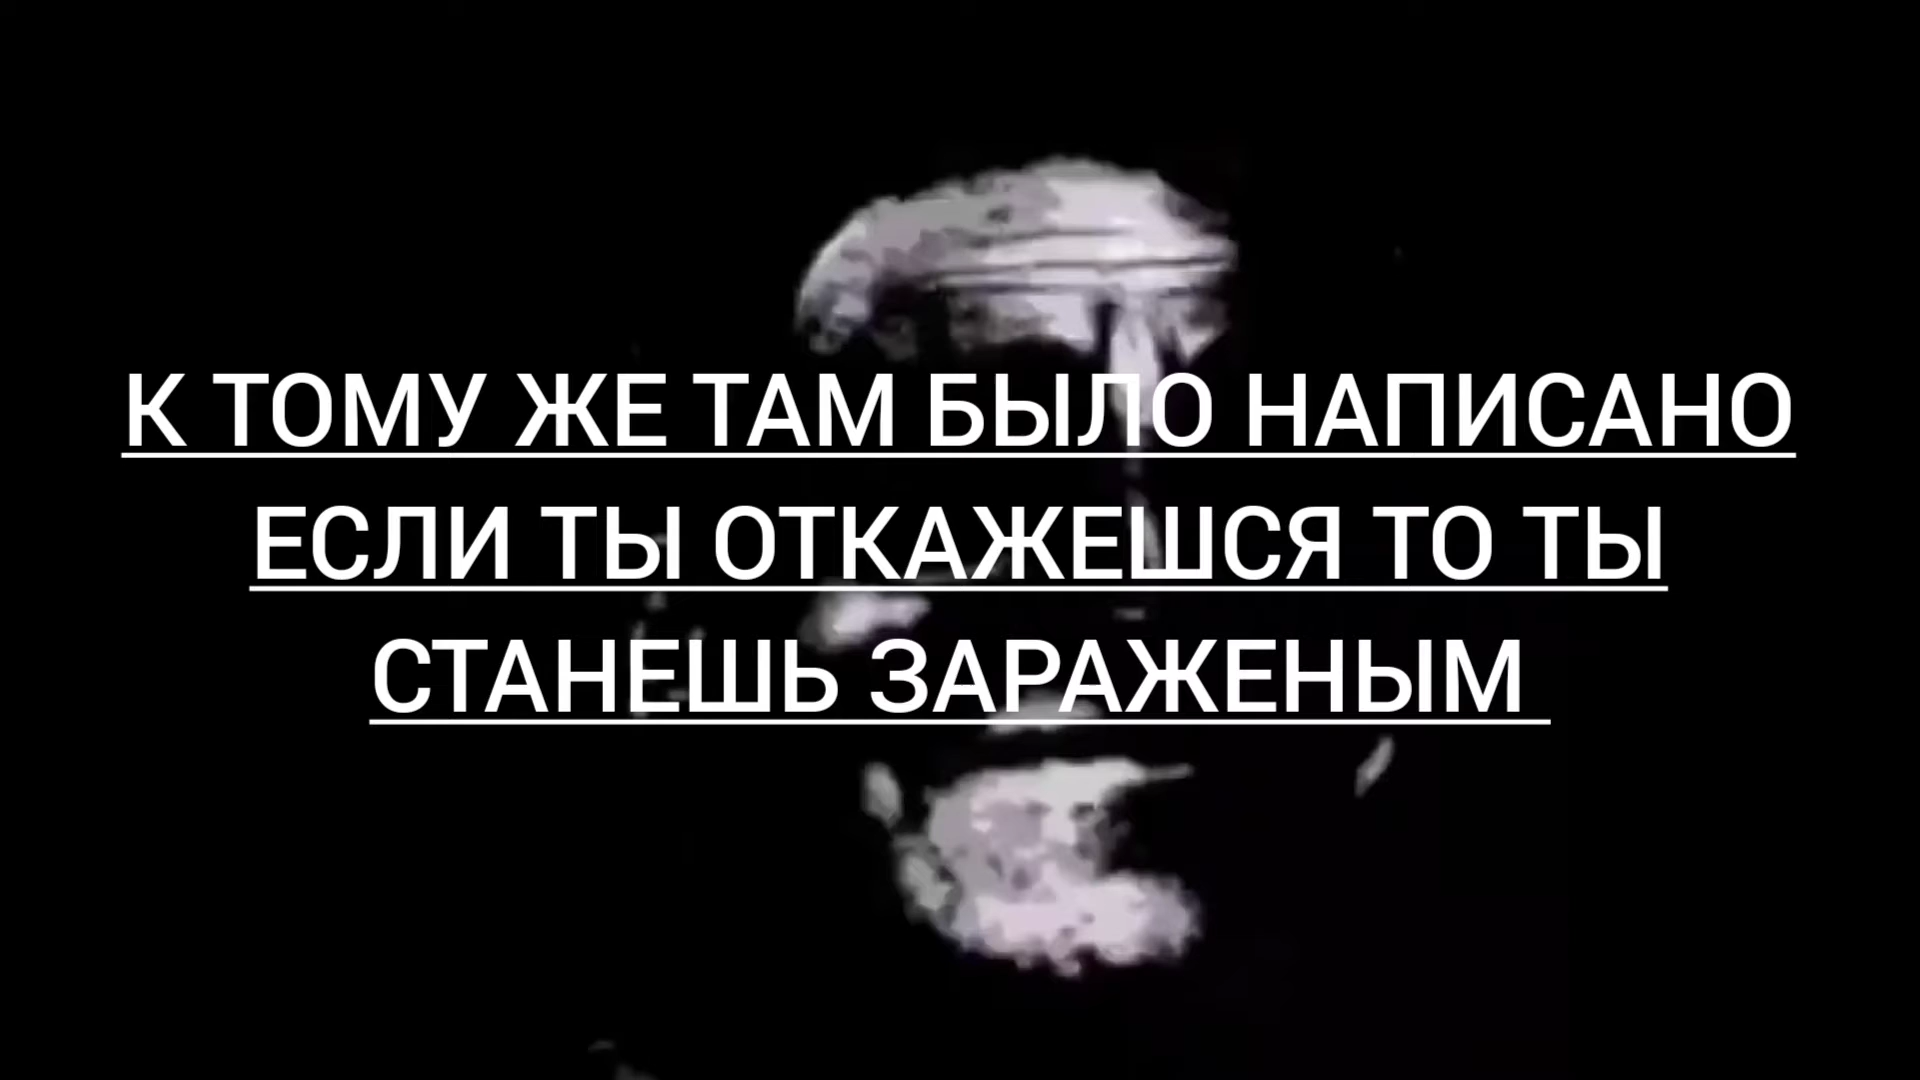 К ТОМУ ЖЕ ТАМ БЫЛО НАПИСАНО
ЕСЛИ ТЫ ОТКАЖЕШСЯ ТО ТЫ
СТАНЕШЬ ЗАРАЖЕНЫМ